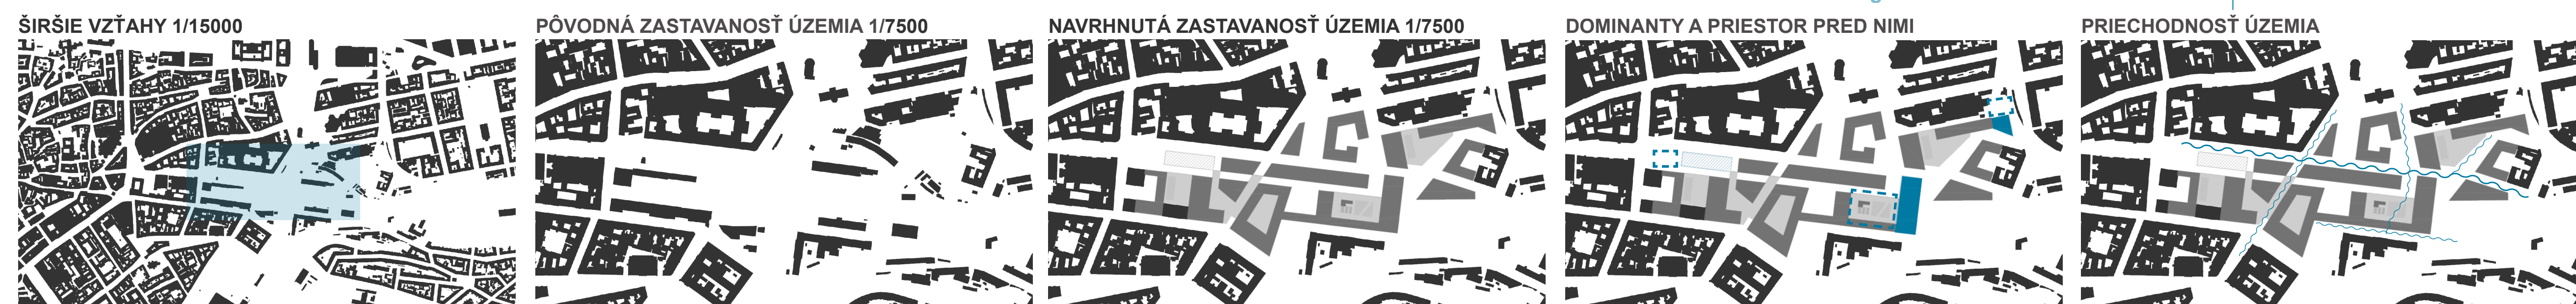 ŠIRŠIE VZŤAHY 1/15000
PÔVODNÁ ZASTAVANOSŤ ÚZEMIA 1/7500
NAVRHNUTÁ ZASTAVANOSŤ ÚZEMIA 1/7500
DOMINANTY A PRIESTOR PRED NIMI
PRIECHODNOSŤ ÚZEMIA